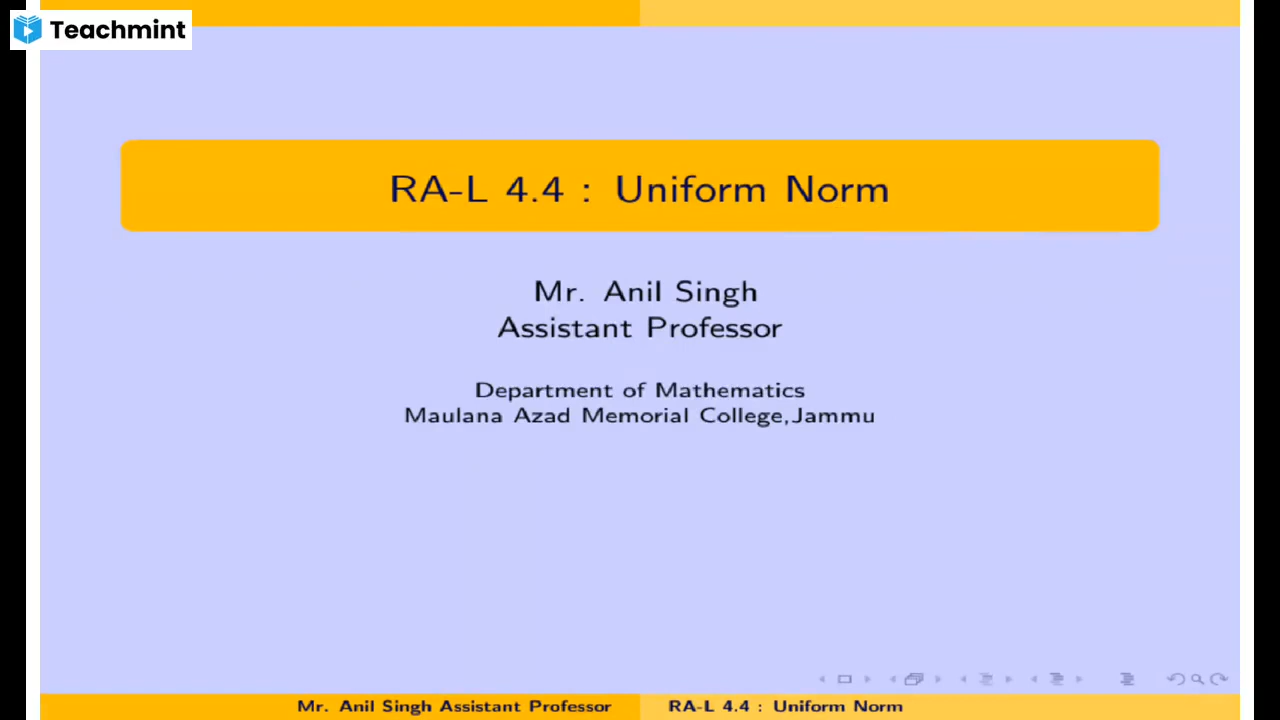 Teachmint
RA-L 4.4 : Uniform Norm
Mr. Anil Singh
Assistant Professor
Department of Mathematics
Maulana Azad Memorial College,Jammu
Mr. Anil Singh Assistant Professor
RA-L 4.4 : Uniform Norm